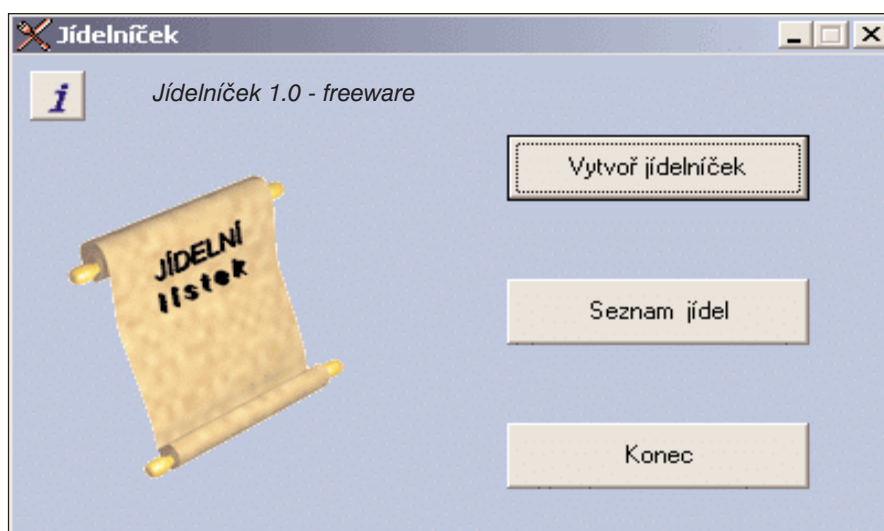 Jídelníček
i
Jídelníček 1.0 - freeware
Vytvoř jídelníček
JÍDELNÍ
lístek
Seznam jídel
Konec